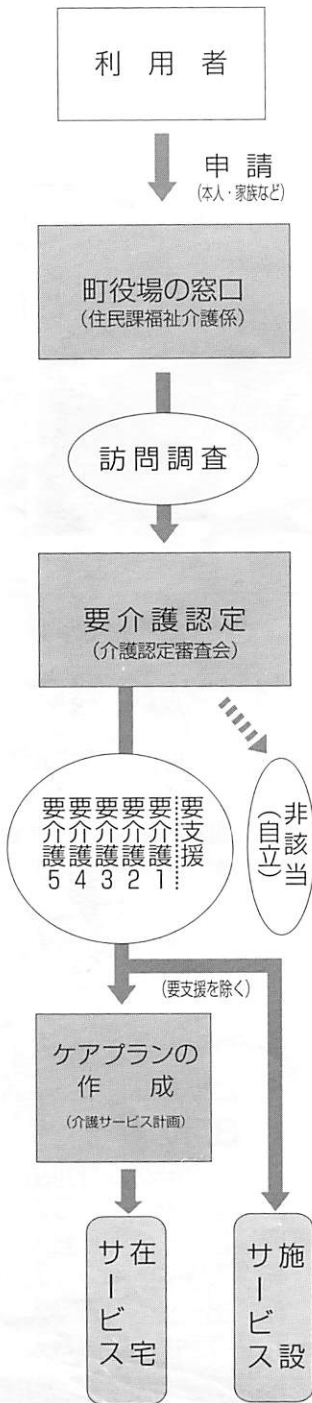 利用者
申請
(本人・家族など)
町役場の窓口
(住民課福祉介護係)
訪問調査
要介護認定
(介護認定審査会)
要支援
要介護1
要介護2
要介護3
要介護4
要介護5
非該当
(自立)
(要支援を除く)
ケアプランの
作成
(介護サービス計画)
在宅
サービス
施設
サービス